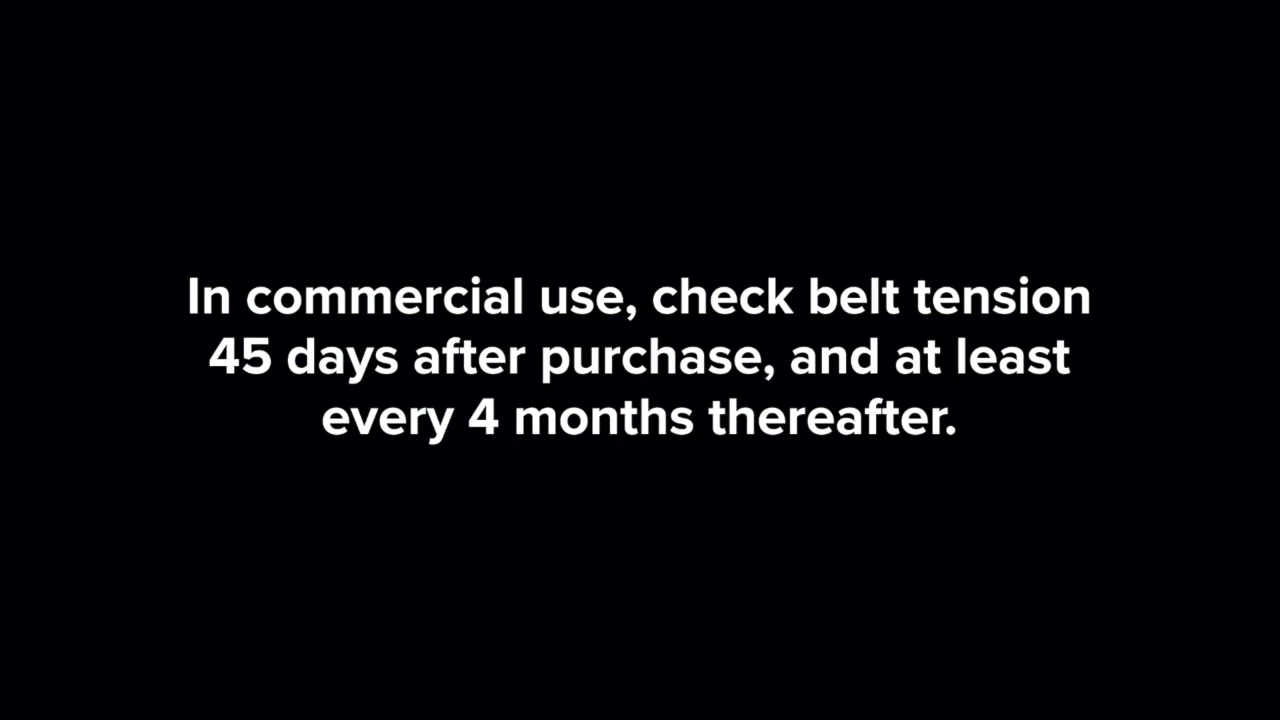 In commercial use, check belt tension
45 days after purchase, and at least
every 4 months thereafter.